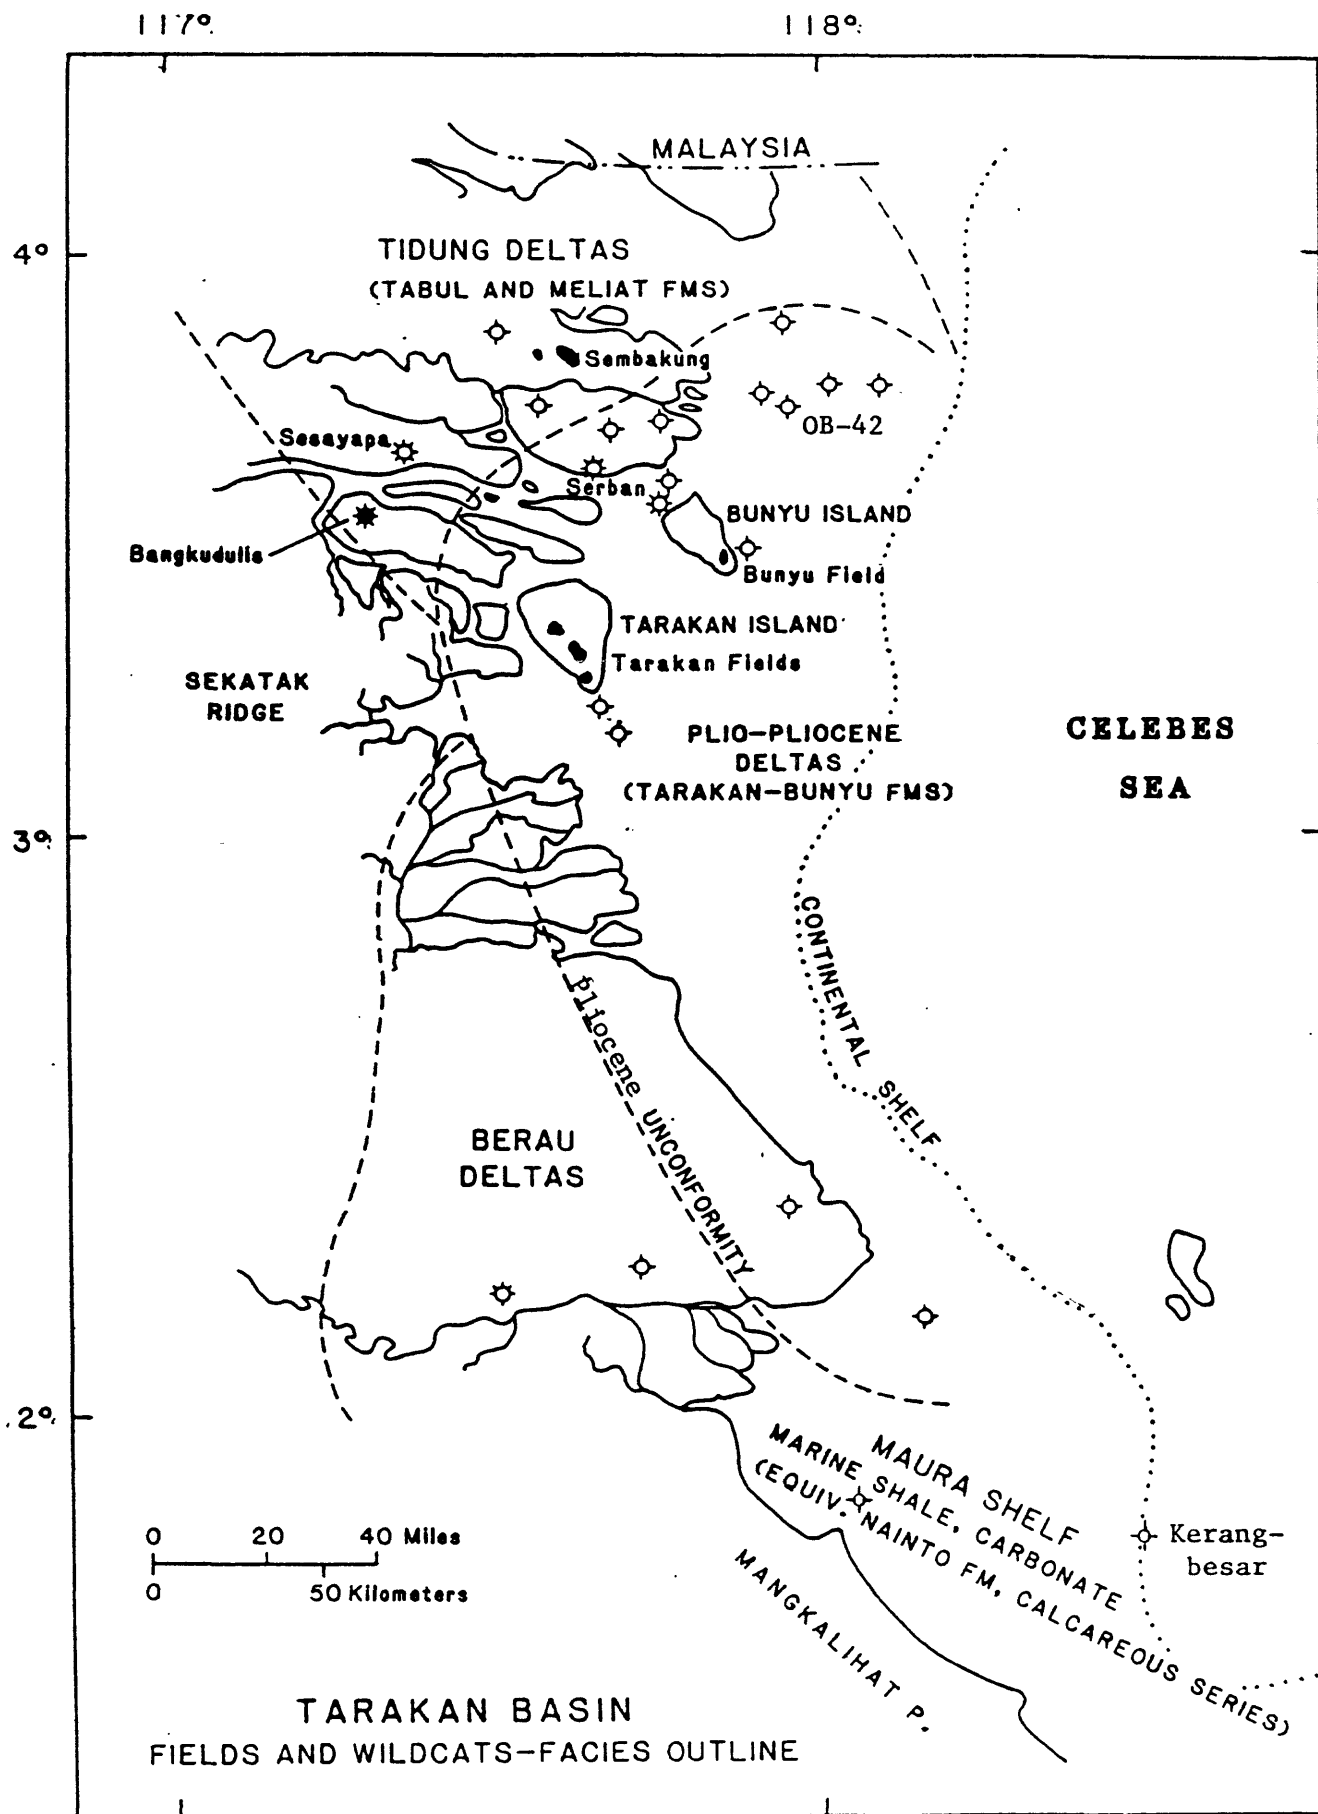 117°
118°
MALAYSIA
4°
TIDUNG DELTAS
(TABUL AND MELIAT FMS)
Sembakung
OB-42
Sesayapa
Serban
BUNYU ISLAND
Bangkudulis
Bunyu Field
TARAKAN ISLAND
Tarakan Fields
SEKATAK
RIDGE
PLIO-PLIOCENE
DELTAS
(TARAKAN-BUNYU FMS)
CELEBES
SEA
3°
CONTINENTAL SHELF
Pliocene UNCONFORMITY
BERAU
DELTAS
2°
MAURA SHELF
MARINE SHALE, CARBONATE
(EQUIV. NAINTO FM, CALCAREOUS SERIES)
Kerang-
besar
0 20 40 Miles
0 50 Kilometers
MANGKALIHAT P.
TARAKAN BASIN
FIELDS AND WILDCATS-FACIES OUTLINE